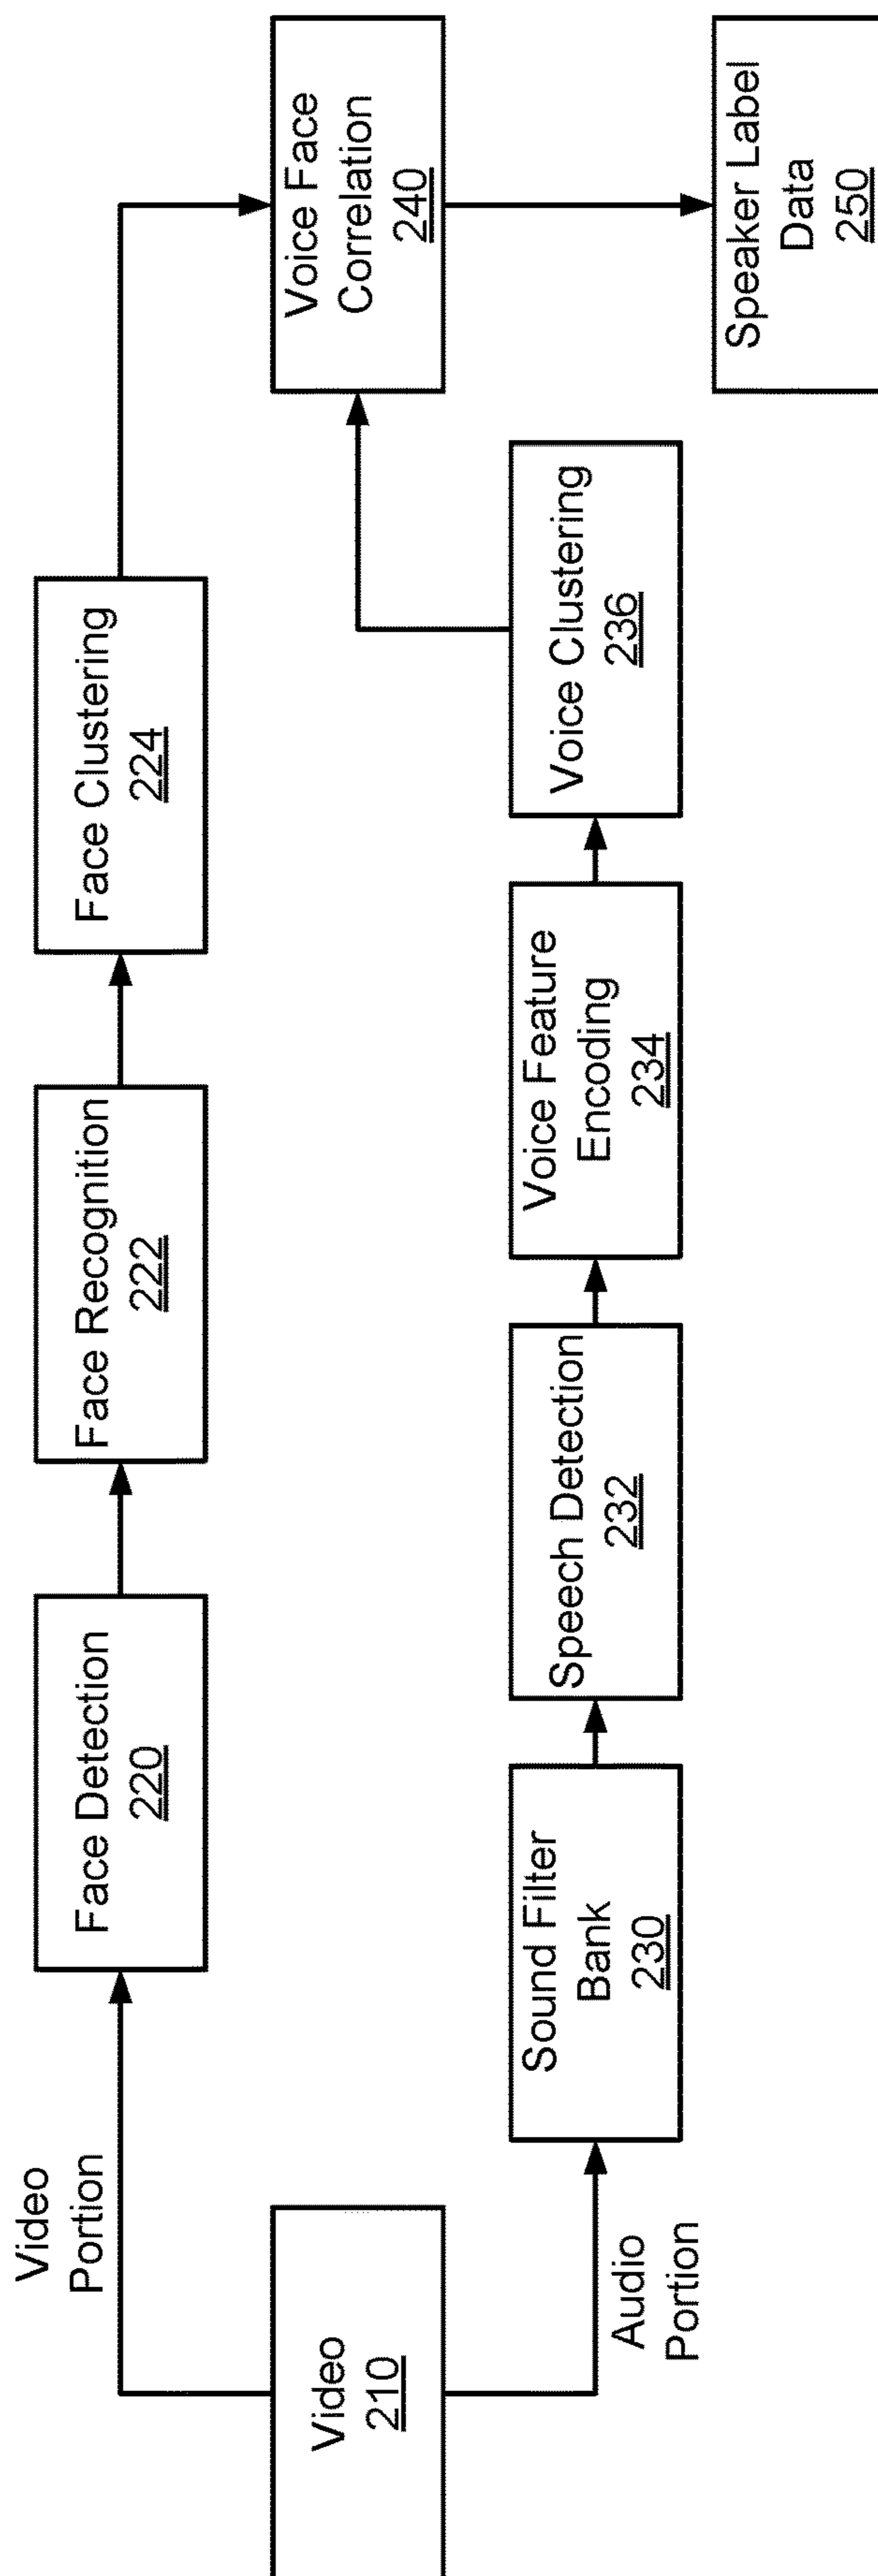 Video
210
Video
Portion
Face Detection
220
Face Recognition
222
Face Clustering
224
Audio
Portion
Sound Filter
Bank
230
Speech Detection
232
Voice Feature
Encoding
234
Voice Clustering
236
Voice Face
Correlation
240
Speaker Label
Data
250